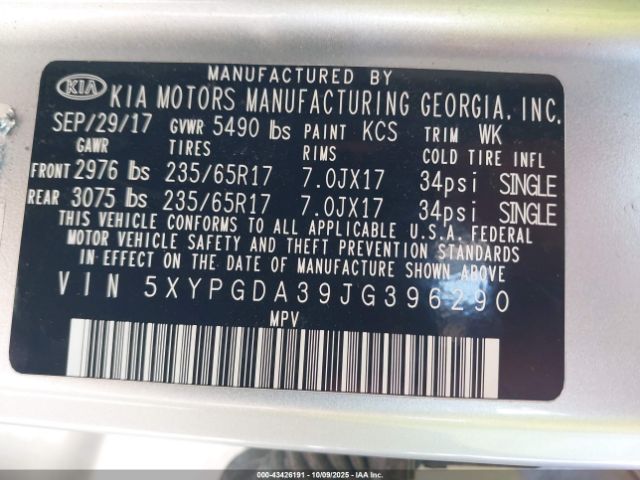 MANUFACTURED BY
KIA KIA MOTORS MANUFACTURING GEORGIA, INC.
SEP/29/17 GVWR 5490 lbs PAINT KCS TRIM WK
GAWR TIRES RIMS COLD TIRE INFL
FRONT 2976 lbs 235/65R17 7.0JX17 34psi SINGLE
REAR 3075 lbs 235/65R17 7.0JX17 34psi SINGLE
THIS VEHICLE CONFORMS TO ALL APPLICABLE U.S.A. FEDERAL
MOTOR VEHICLE SAFETY AND THEFT PREVENTION STANDARDS
IN EFFECT ON THE DATE OF MANUFACTURE SHOWN ABOVE.
VIN 5XYPGDA39JG396290
MPV
000-43426191 - 10/09/2025 - IAAI.COM